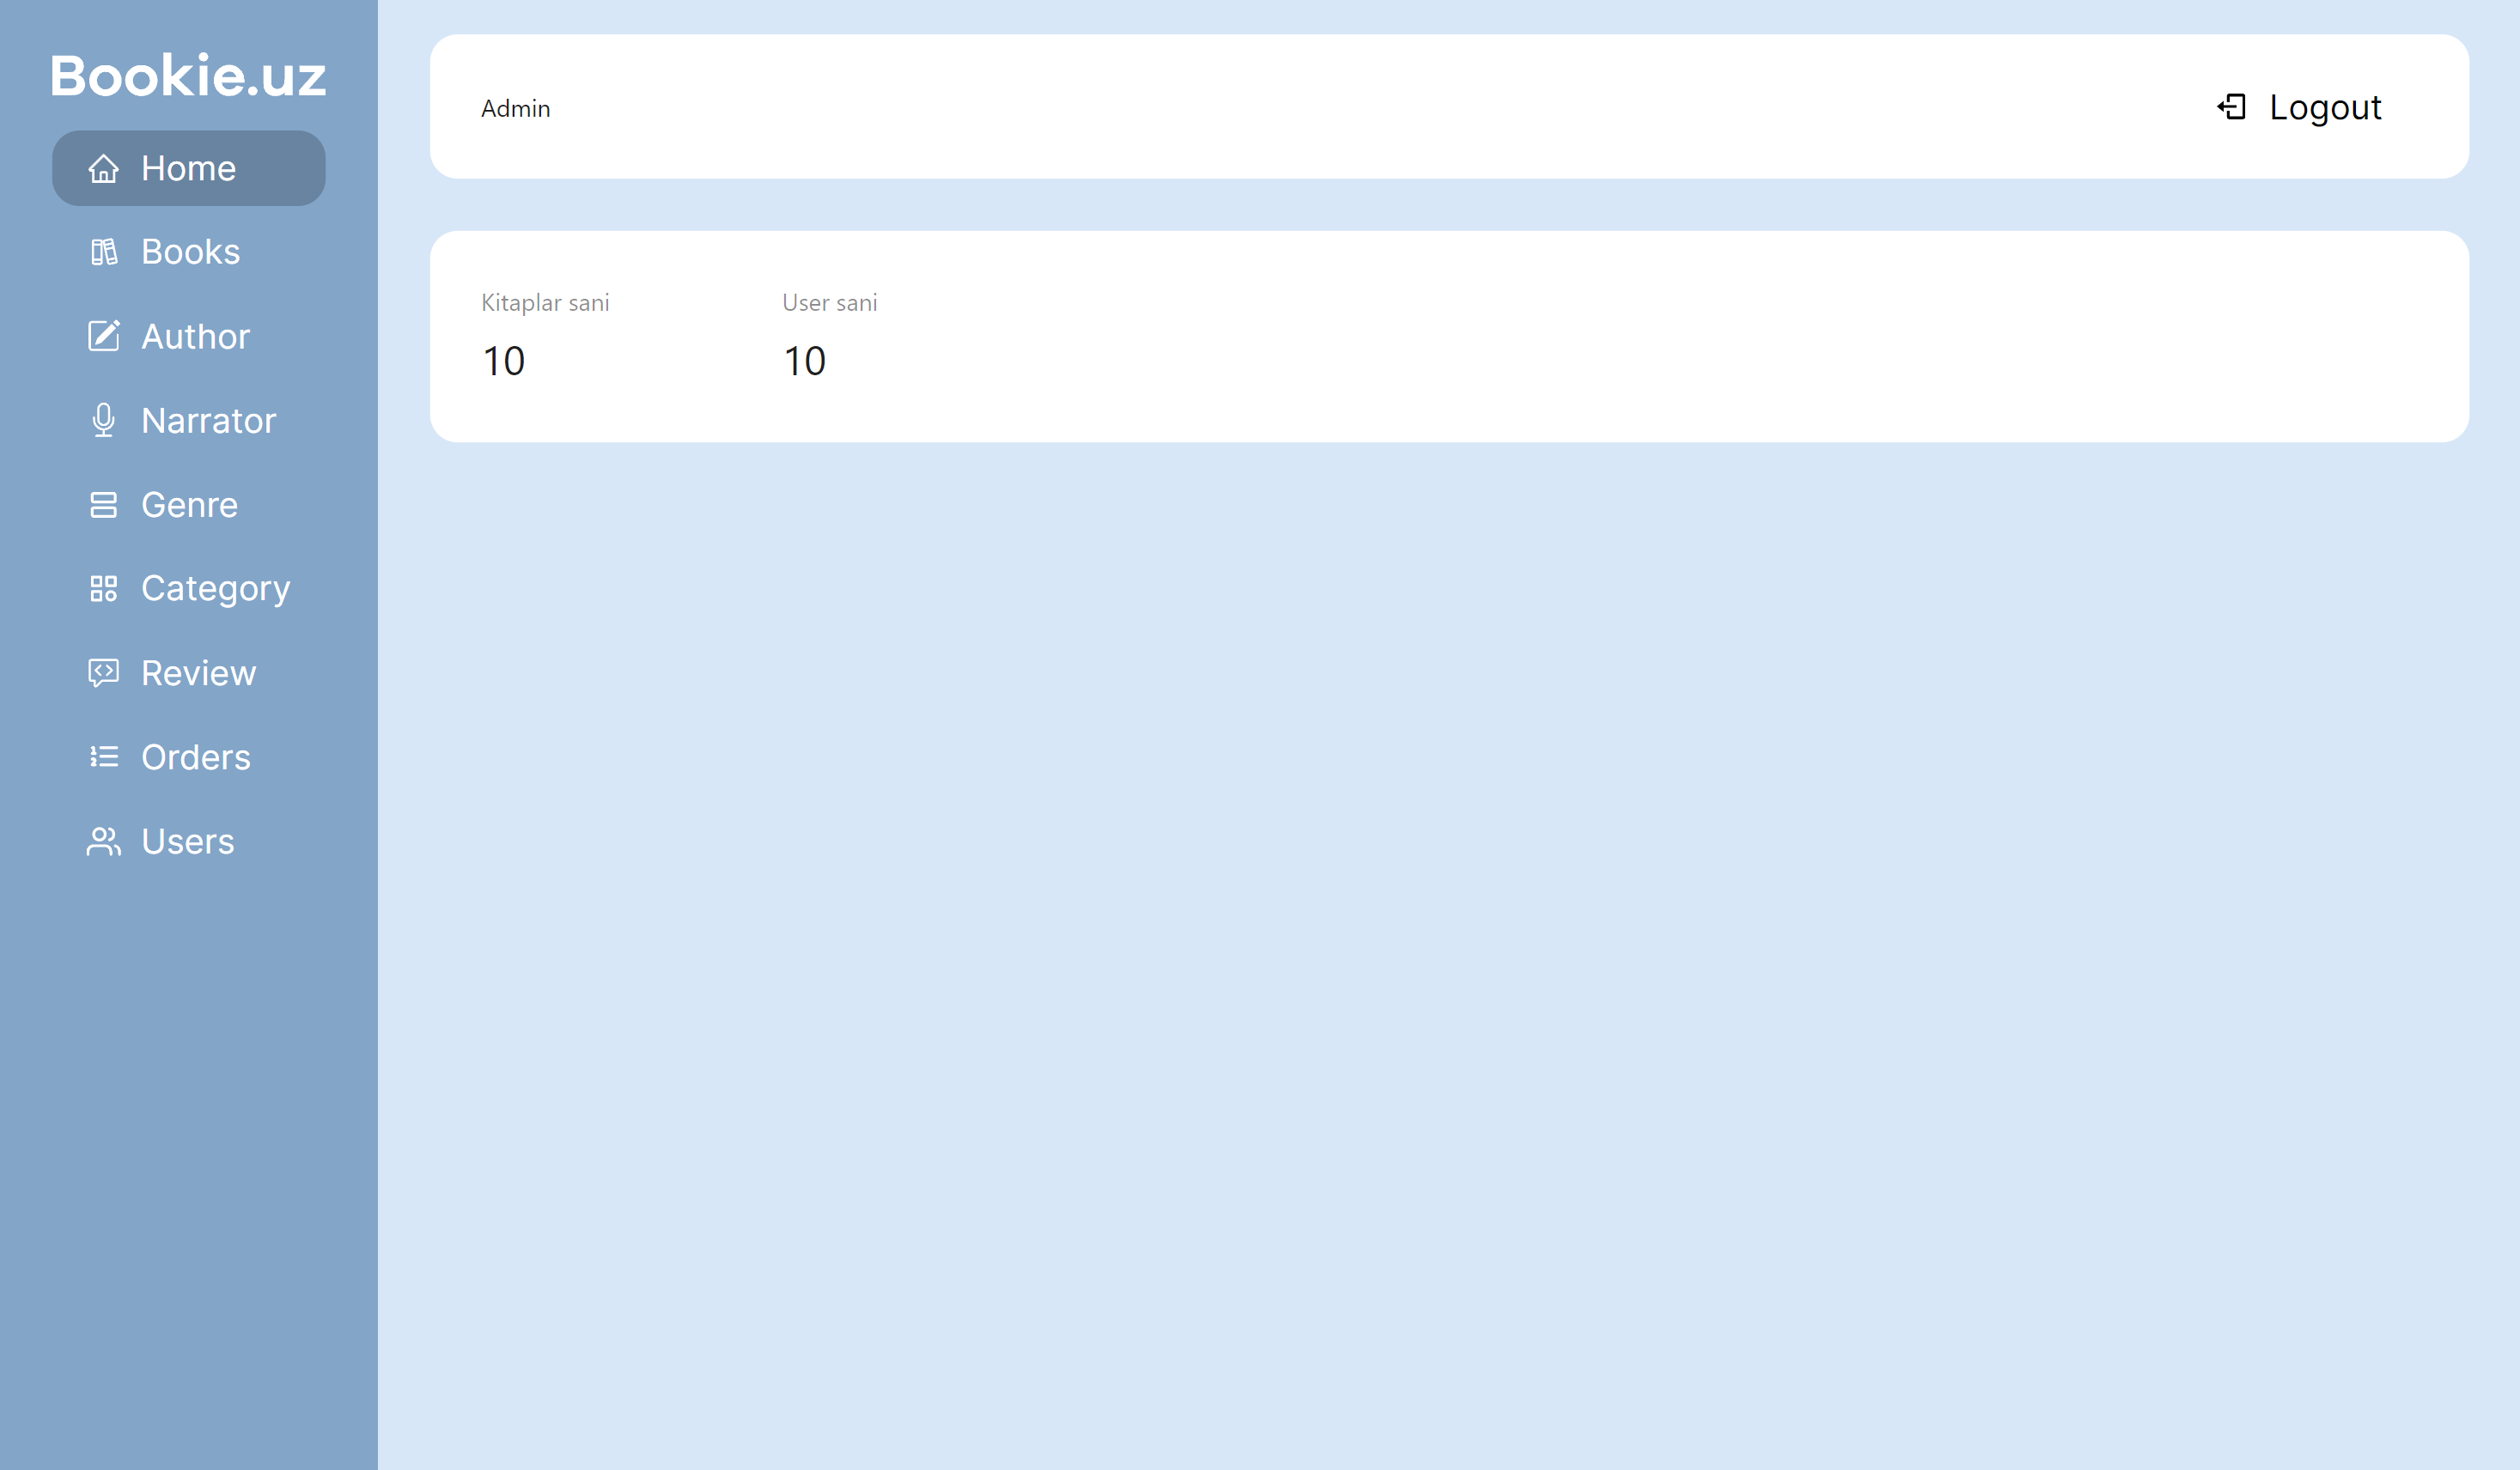 Bookie.uz
Home
Books
Author
Narrator
Genre
Category
Review
Orders
Users
Admin
Logout
Kitaplar sani
User sani
10
10